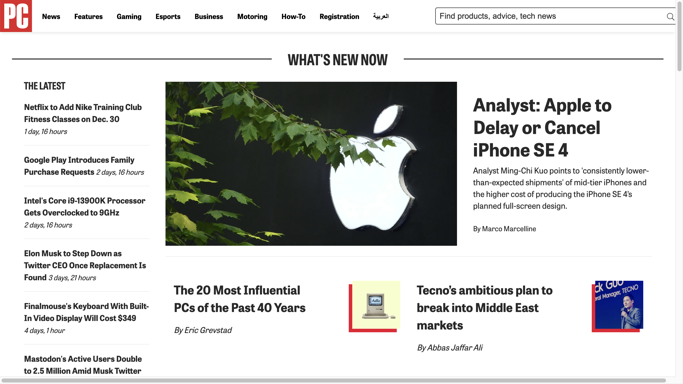 PC
News
Features
Gaming
Esports
Business
Motoring
How-To
Registration
العربية
Find products, advice, tech news
WHAT'S NEW NOW
THE LATEST
Netflix to Add Nike Training Club
Fitness Classes on Dec. 30
1 day, 16 hours
Google Play Introduces Family
Purchase Requests 2 days, 16 hours
Intel's Core i9-13900K Processor
Gets Overclocked to 9GHz
2 days, 16 hours
Elon Musk to Step Down as
Twitter CEO Once Replacement Is
Found 3 days, 21 hours
Finalmouse's Keyboard With Built-
In Video Display Will Cost $349
4 days, 1 hour
Mastodon's Active Users Double
to 2.5 Million Amid Musk Twitter
Analyst: Apple to
Delay or Cancel
iPhone SE 4
Analyst Ming-Chi Kuo points to 'consistently lower-
than-expected shipments' of mid-tier iPhones and
the higher cost of producing the iPhone SE 4's
planned full-screen design.
By Marco Marcelline
The 20 Most Influential
PCs of the Past 40 Years
By Eric Grevstad
Tecno's ambitious plan to
break into Middle East
markets
By Abbas Jaffar Ali
ck Guo
Manager, TECNO